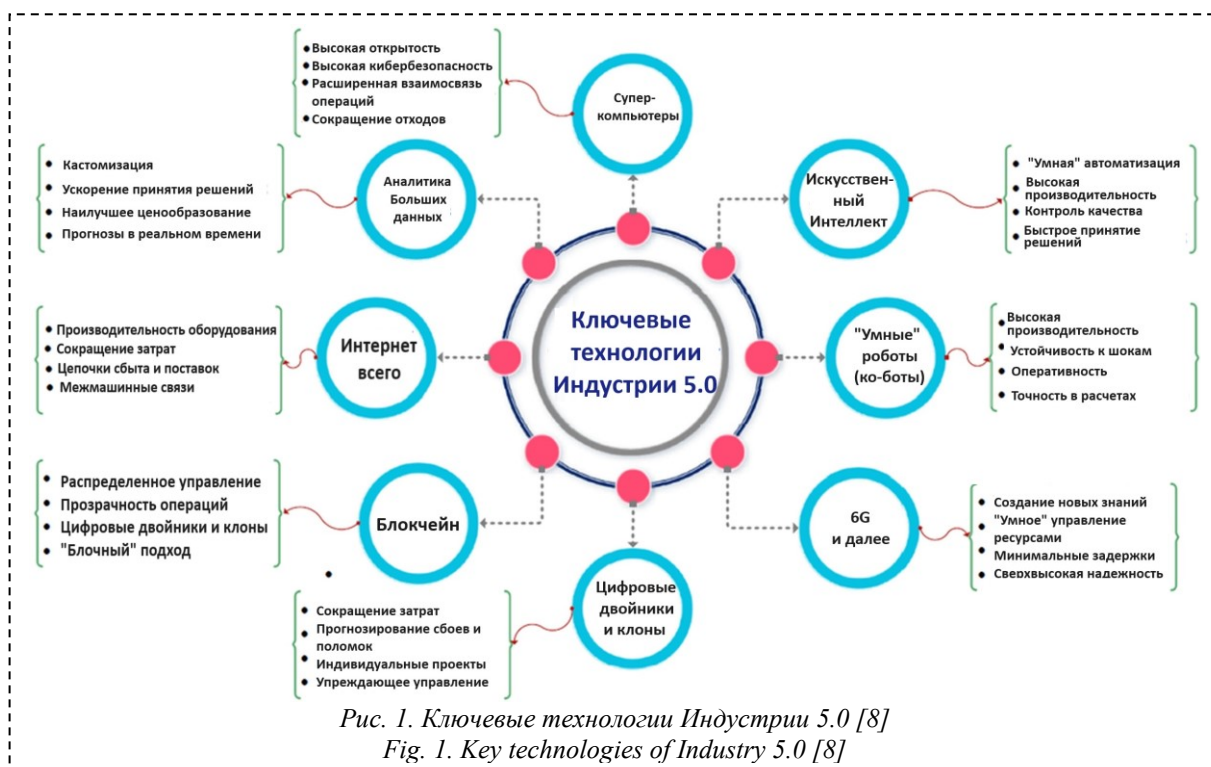 Высокая открытость
Высокая кибербезопасность
Расширенная взаимосвязь
операций
Сокращение отходов
Супер-
компьютеры
Кастомизация
Ускорение принятия решений
Наилучшее ценообразование
Прогнозы в реальном времени
Аналитика
Больших
данных
Искусствен-
ный
Интеллект
"Умная" автоматизация
Высокая
производительность
Контроль качества
Быстрое принятие
решений
Производительность оборудования
Сокращение затрат
Цепочки сбыта и поставок
Межмашинные связи
Интернет
всего
Ключевые
технологии
Индустрии 5.0
"Умные"
роботы
(ко-боты)
Высокая
производительность
Устойчивость к шокам
Оперативность
Точность в расчетах
Распределенное управление
Прозрачность операций
Цифровые двойники и клоны
"Блочный" подход
Блокчейн
6G
и далее
Создание новых знаний
"Умное" управление
ресурсами
Минимальные задержки
Сверхвысокая надежность
Сокращение затрат
Прогнозирование сбоев и
поломок
Индивидуальные проекты
Упреждающее управление
Цифровые
двойники
и клоны
Рис. 1. Ключевые технологии Индустрии 5.0 [8]
Fig. 1. Key technologies of Industry 5.0 [8]